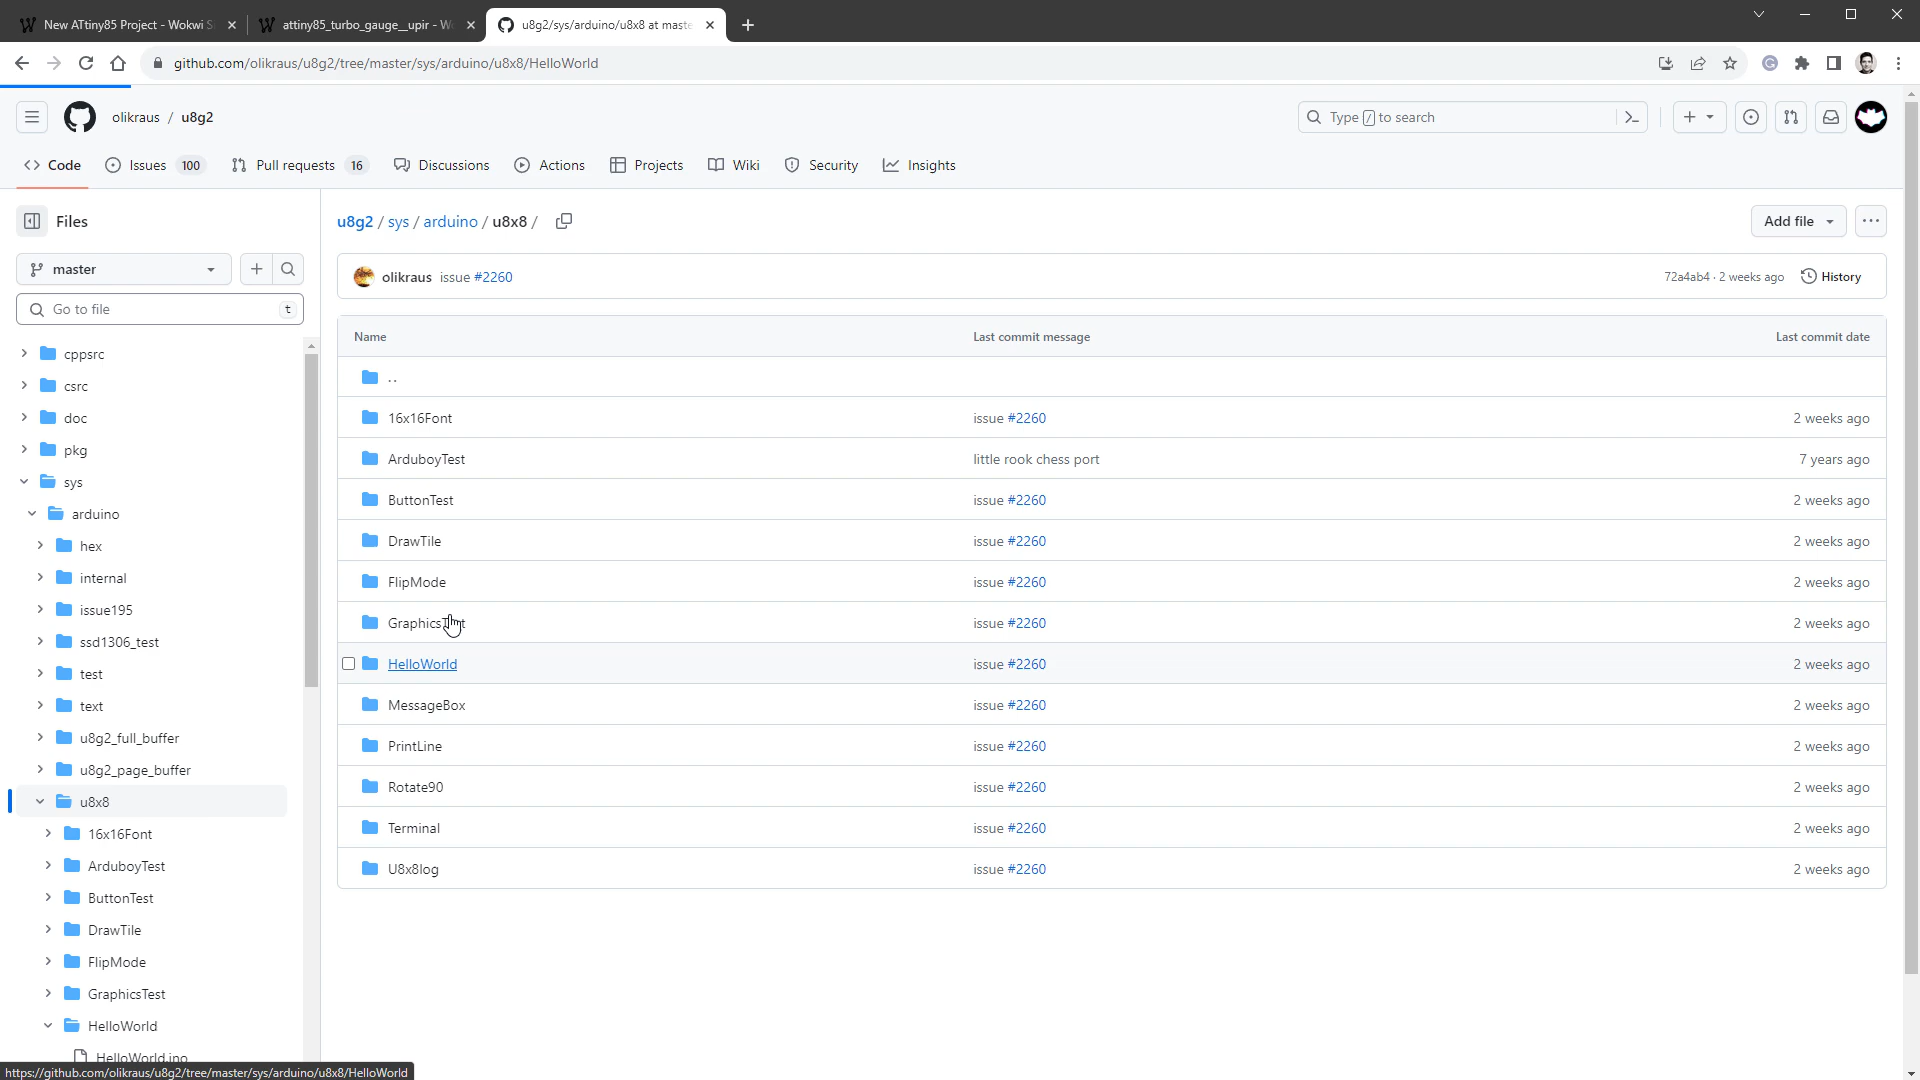 New ATtiny85 Project - Wokwi S
attiny85_turbo_gauge__upir - W
u8g2/sys/arduino/u8x8 at maste
github.com/olikraus/u8g2/tree/master/sys/arduino/u8x8/HelloWorld
olikraus / u8g2
Type / to search
Code
Issues 100
Pull requests 16
Discussions
Actions
Projects
Wiki
Security
Insights
Files
u8g2 / sys / arduino / u8x8 /
Add file
master
olikraus issue #2260
72a4ab4 · 2 weeks ago
History
Go to file t
Name Last commit message Last commit date
..
16x16Font issue #2260 2 weeks ago
ArduboyTest little rook chess port 7 years ago
ButtonTest issue #2260 2 weeks ago
DrawTile issue #2260 2 weeks ago
FlipMode issue #2260 2 weeks ago
GraphicsTest issue #2260 2 weeks ago
HelloWorld issue #2260 2 weeks ago
MessageBox issue #2260 2 weeks ago
PrintLine issue #2260 2 weeks ago
Rotate90 issue #2260 2 weeks ago
Terminal issue #2260 2 weeks ago
U8x8log issue #2260 2 weeks ago
cppsrc
csrc
doc
pkg
sys
arduino
hex
internal
issue195
ssd1306_test
test
text
u8g2_full_buffer
u8g2_page_buffer
u8x8
16x16Font
ArduboyTest
ButtonTest
DrawTile
FlipMode
GraphicsTest
HelloWorld
HelloWorld.ino
https://github.com/olikraus/u8g2/tree/master/sys/arduino/u8x8/HelloWorld